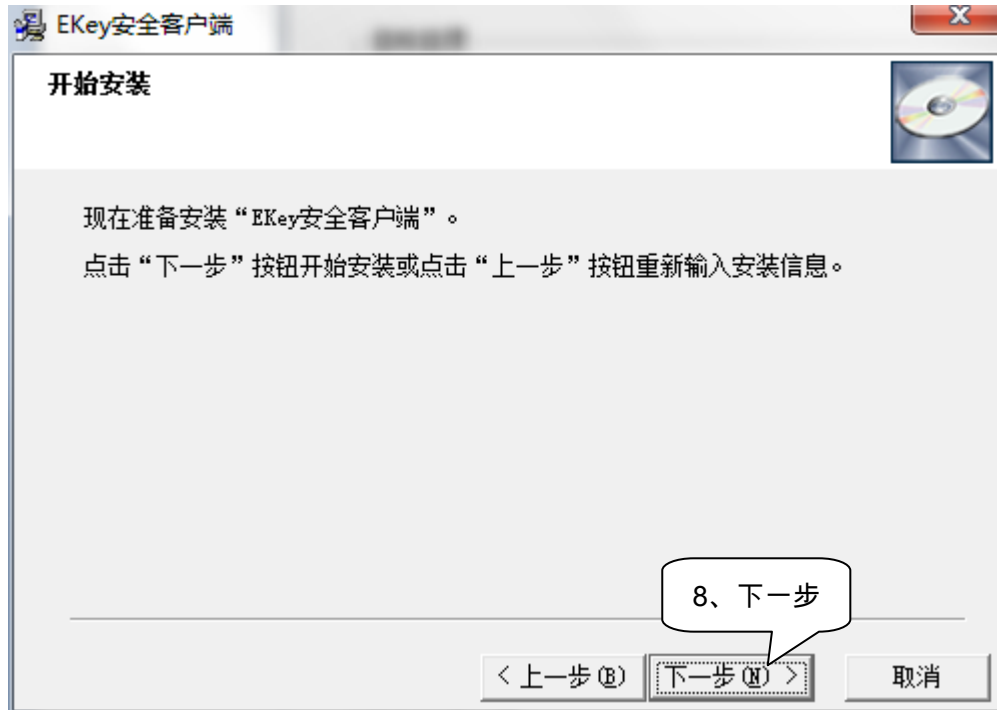 EKey安全客户端
开始安装
现在准备安装“EKey安全客户端”。
点击“下一步”按钮开始安装或点击“上一步”按钮重新输入安装信息。
8、下一步
< 上一步(B)
下一步(N) >
取消